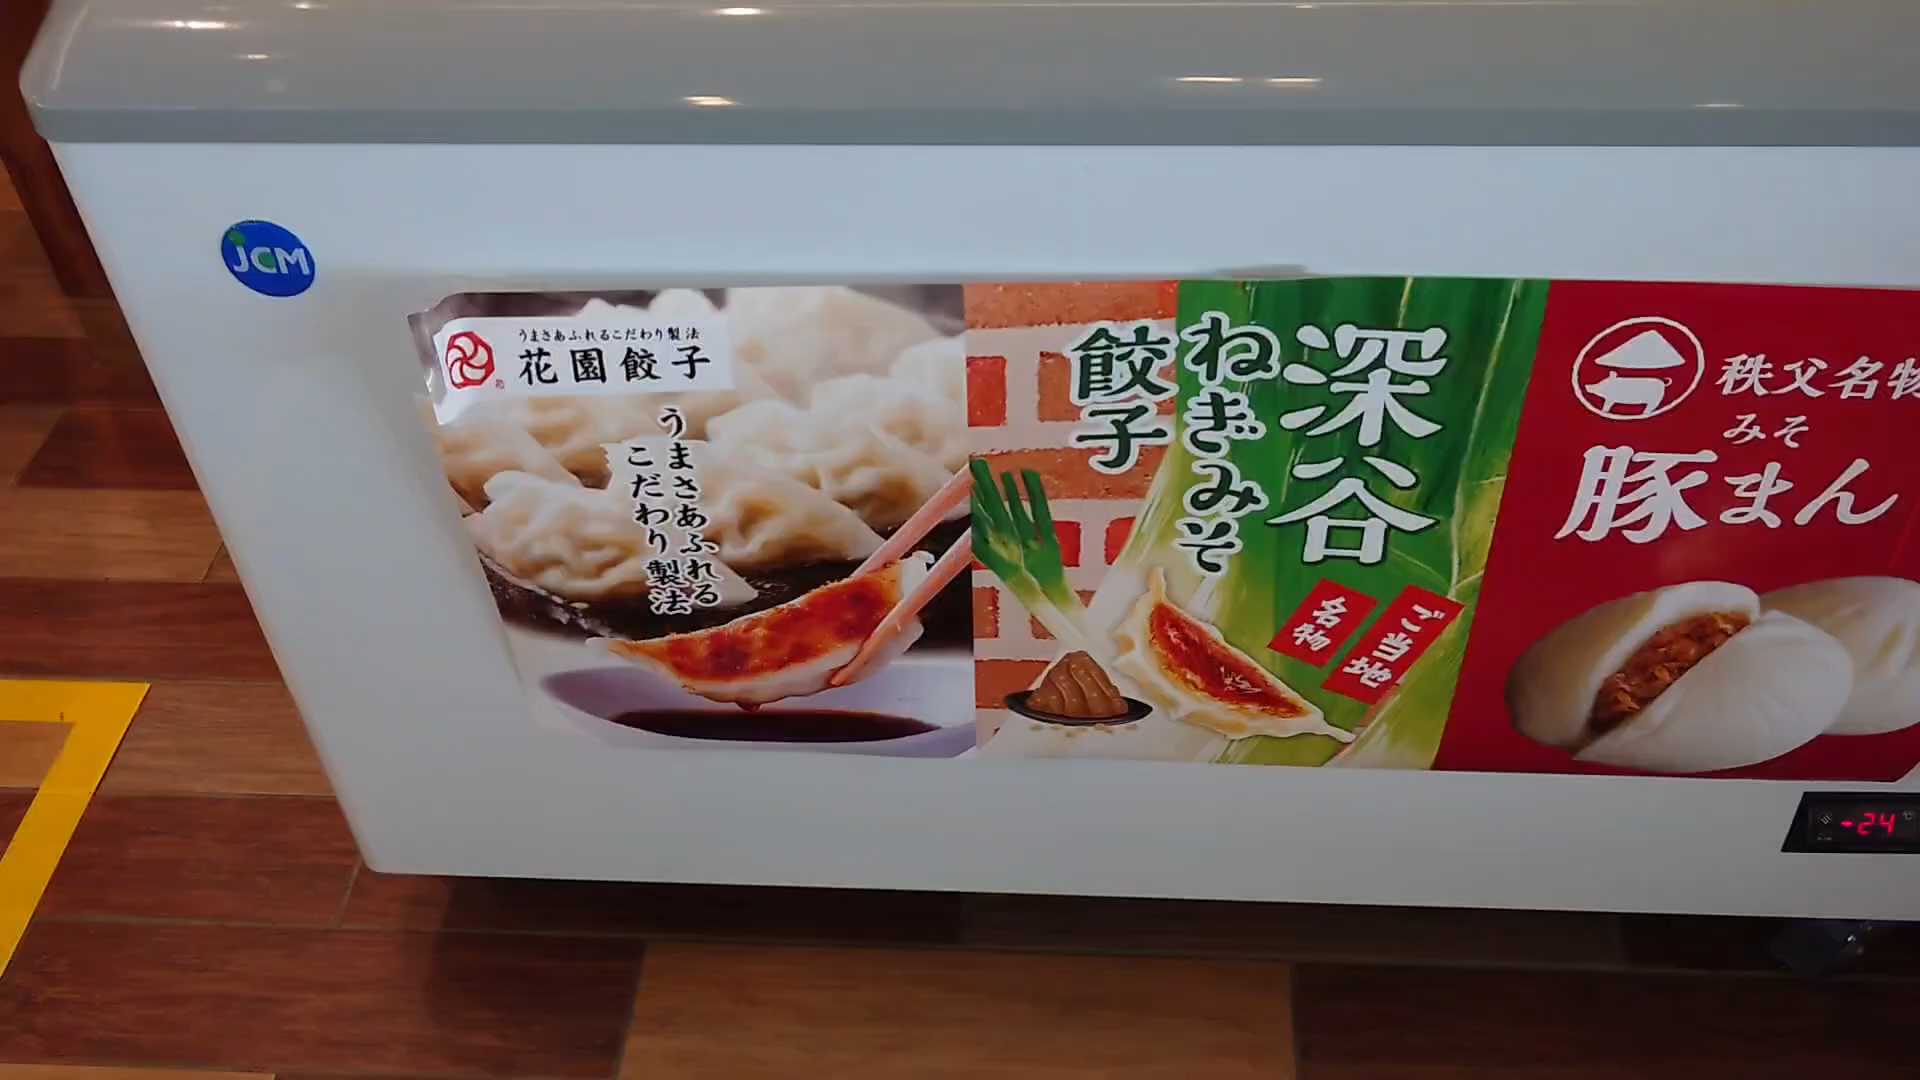 JCM
うまさあふれるこだわり製法
花園餃子
うまさあふれる
こだわり製法
深谷
ねぎみそ
餃子
ご当地
名物
秩父名物
みそ
豚まん
-24